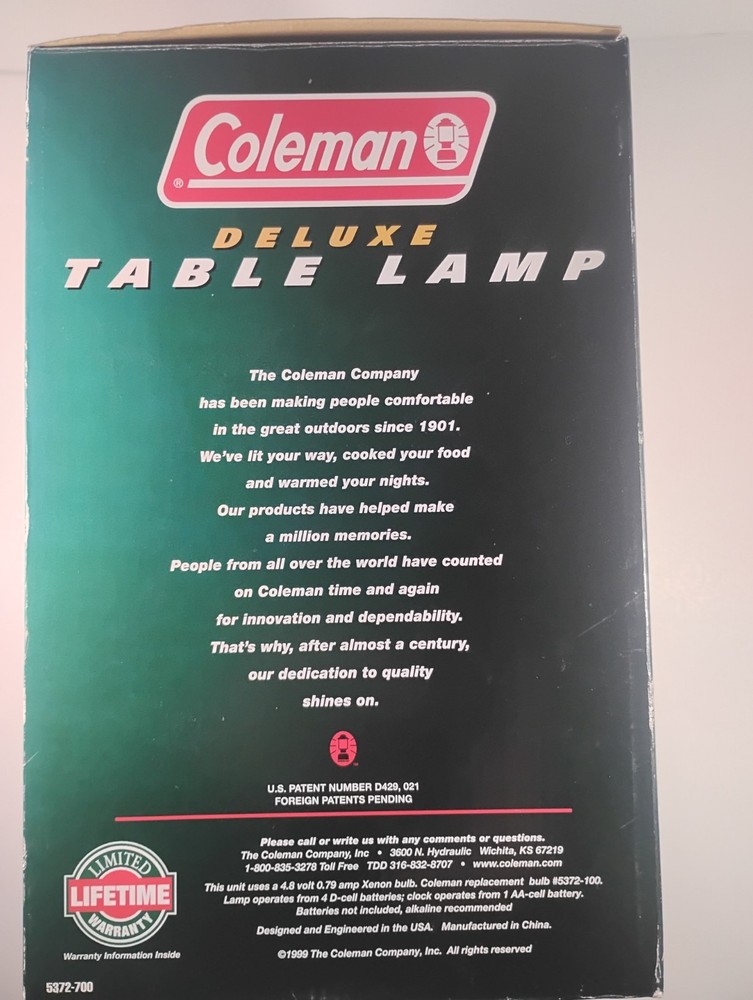 Coleman
®
DELUXE
TABLE LAMP
The Coleman Company
has been making people comfortable
in the great outdoors since 1901.
We've lit your way, cooked your food
and warmed your nights.
Our products have helped make
a million memories.
People from all over the world have counted
on Coleman time and again
for innovation and dependability.
That's why, after almost a century,
our dedication to quality
shines on.
™
U.S. PATENT NUMBER D429, 021
FOREIGN PATENTS PENDING
Please call or write us with any comments or questions.
The Coleman Company, Inc • 3600 N. Hydraulic Wichita, KS 67219
1-800-835-3278 Toll Free TDD 316-832-8707 • www.coleman.com
This unit uses a 4.8 volt 0.79 amp Xenon bulb. Coleman replacement bulb #5372-100.
Lamp operates from 4 D-cell batteries; clock operates from 1 AA-cell battery.
Batteries not included, alkaline recommended
Designed and Engineered in the USA. Manufactured in China.
©1999 The Coleman Company, Inc. All rights reserved
LIMITED
LIFETIME
WARRANTY
Warranty Information Inside
5372-700